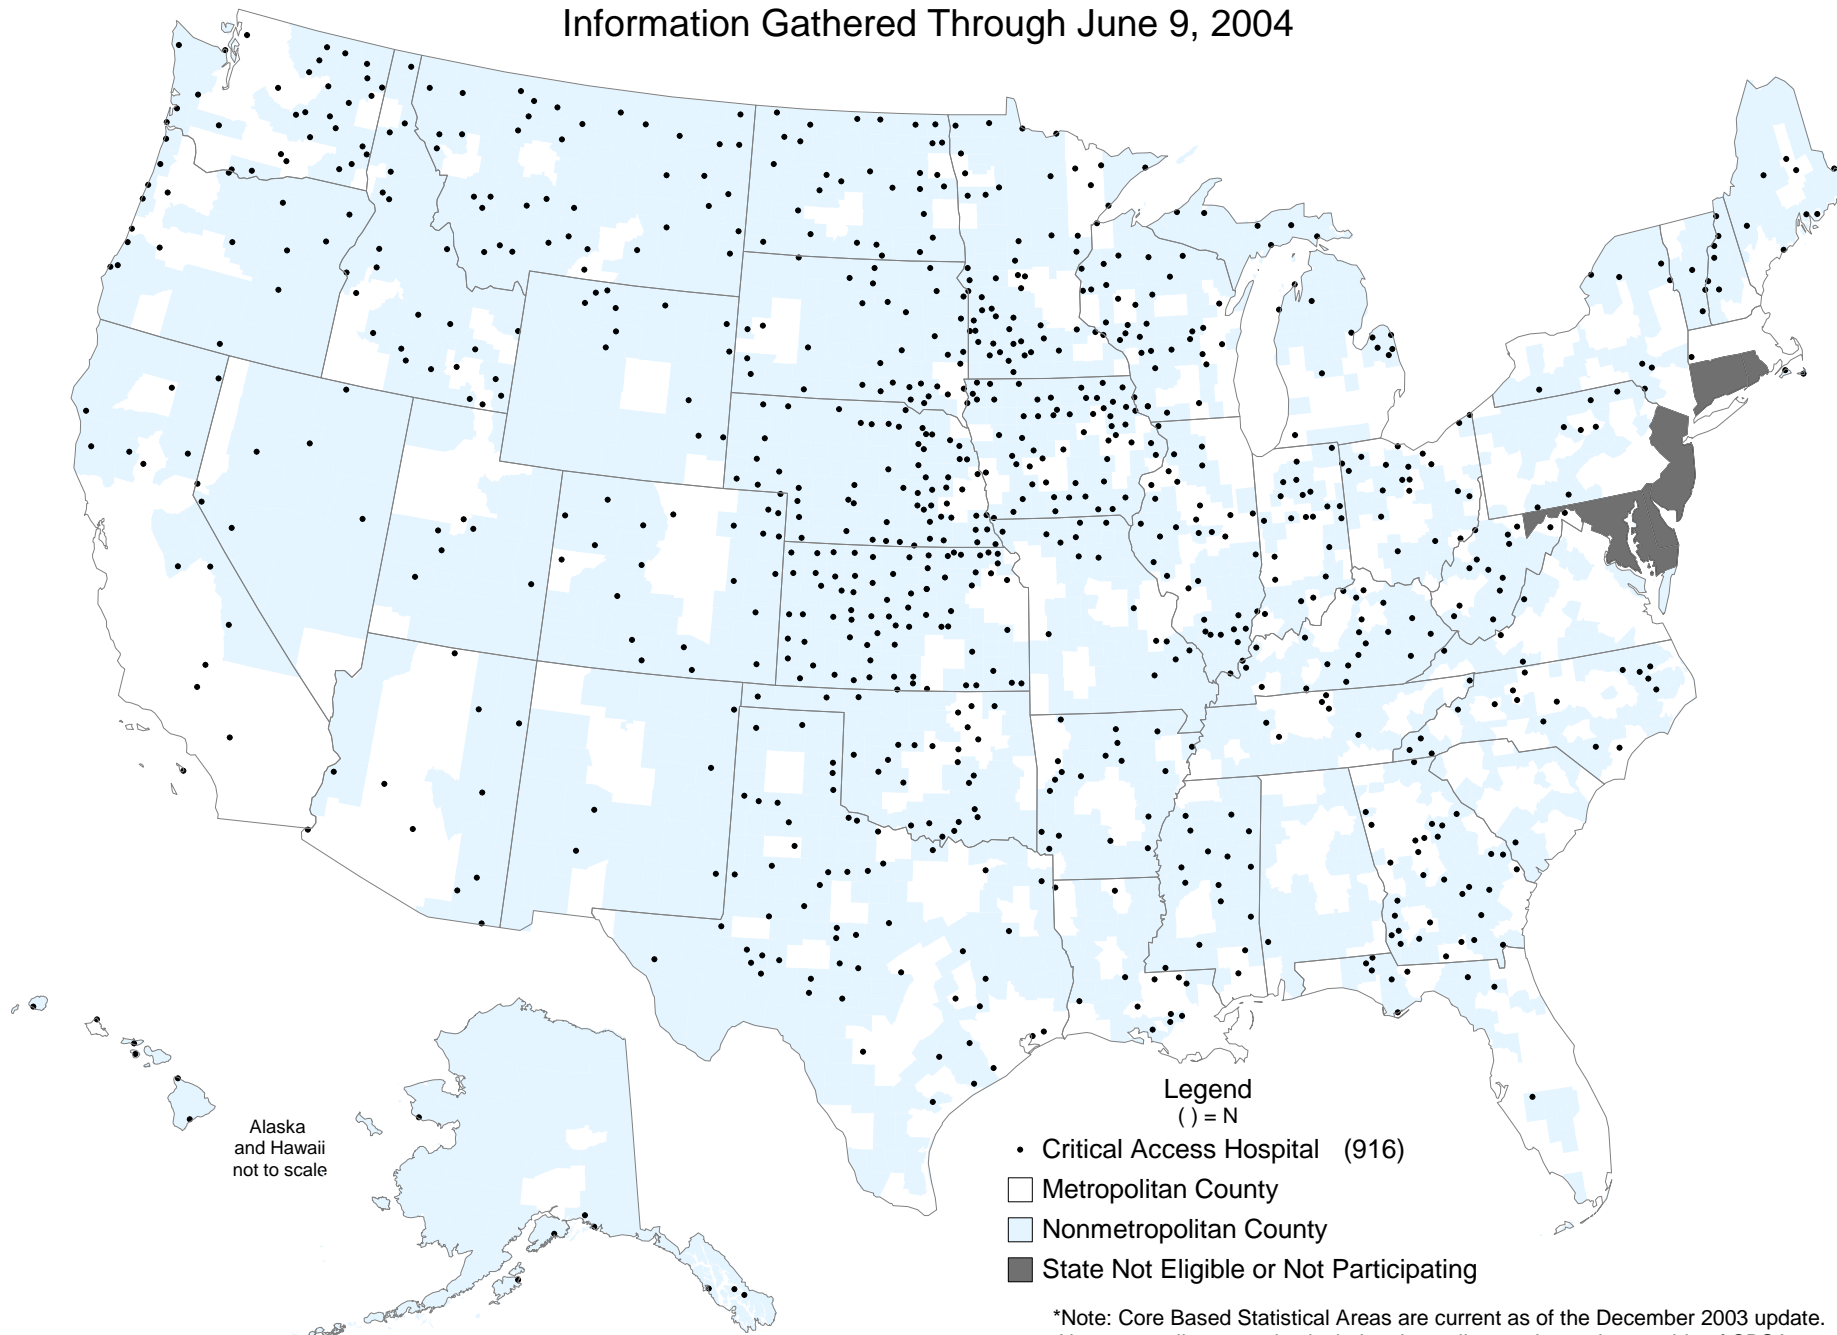 Information Gathered Through June 9, 2004
Alaska
and Hawaii
not to scale
Legend
( ) = N
Critical Access Hospital (916)
Metropolitan County
Nonmetropolitan County
State Not Eligible or Not Participating
*Note: Core Based Statistical Areas are current as of the December 2003 update.